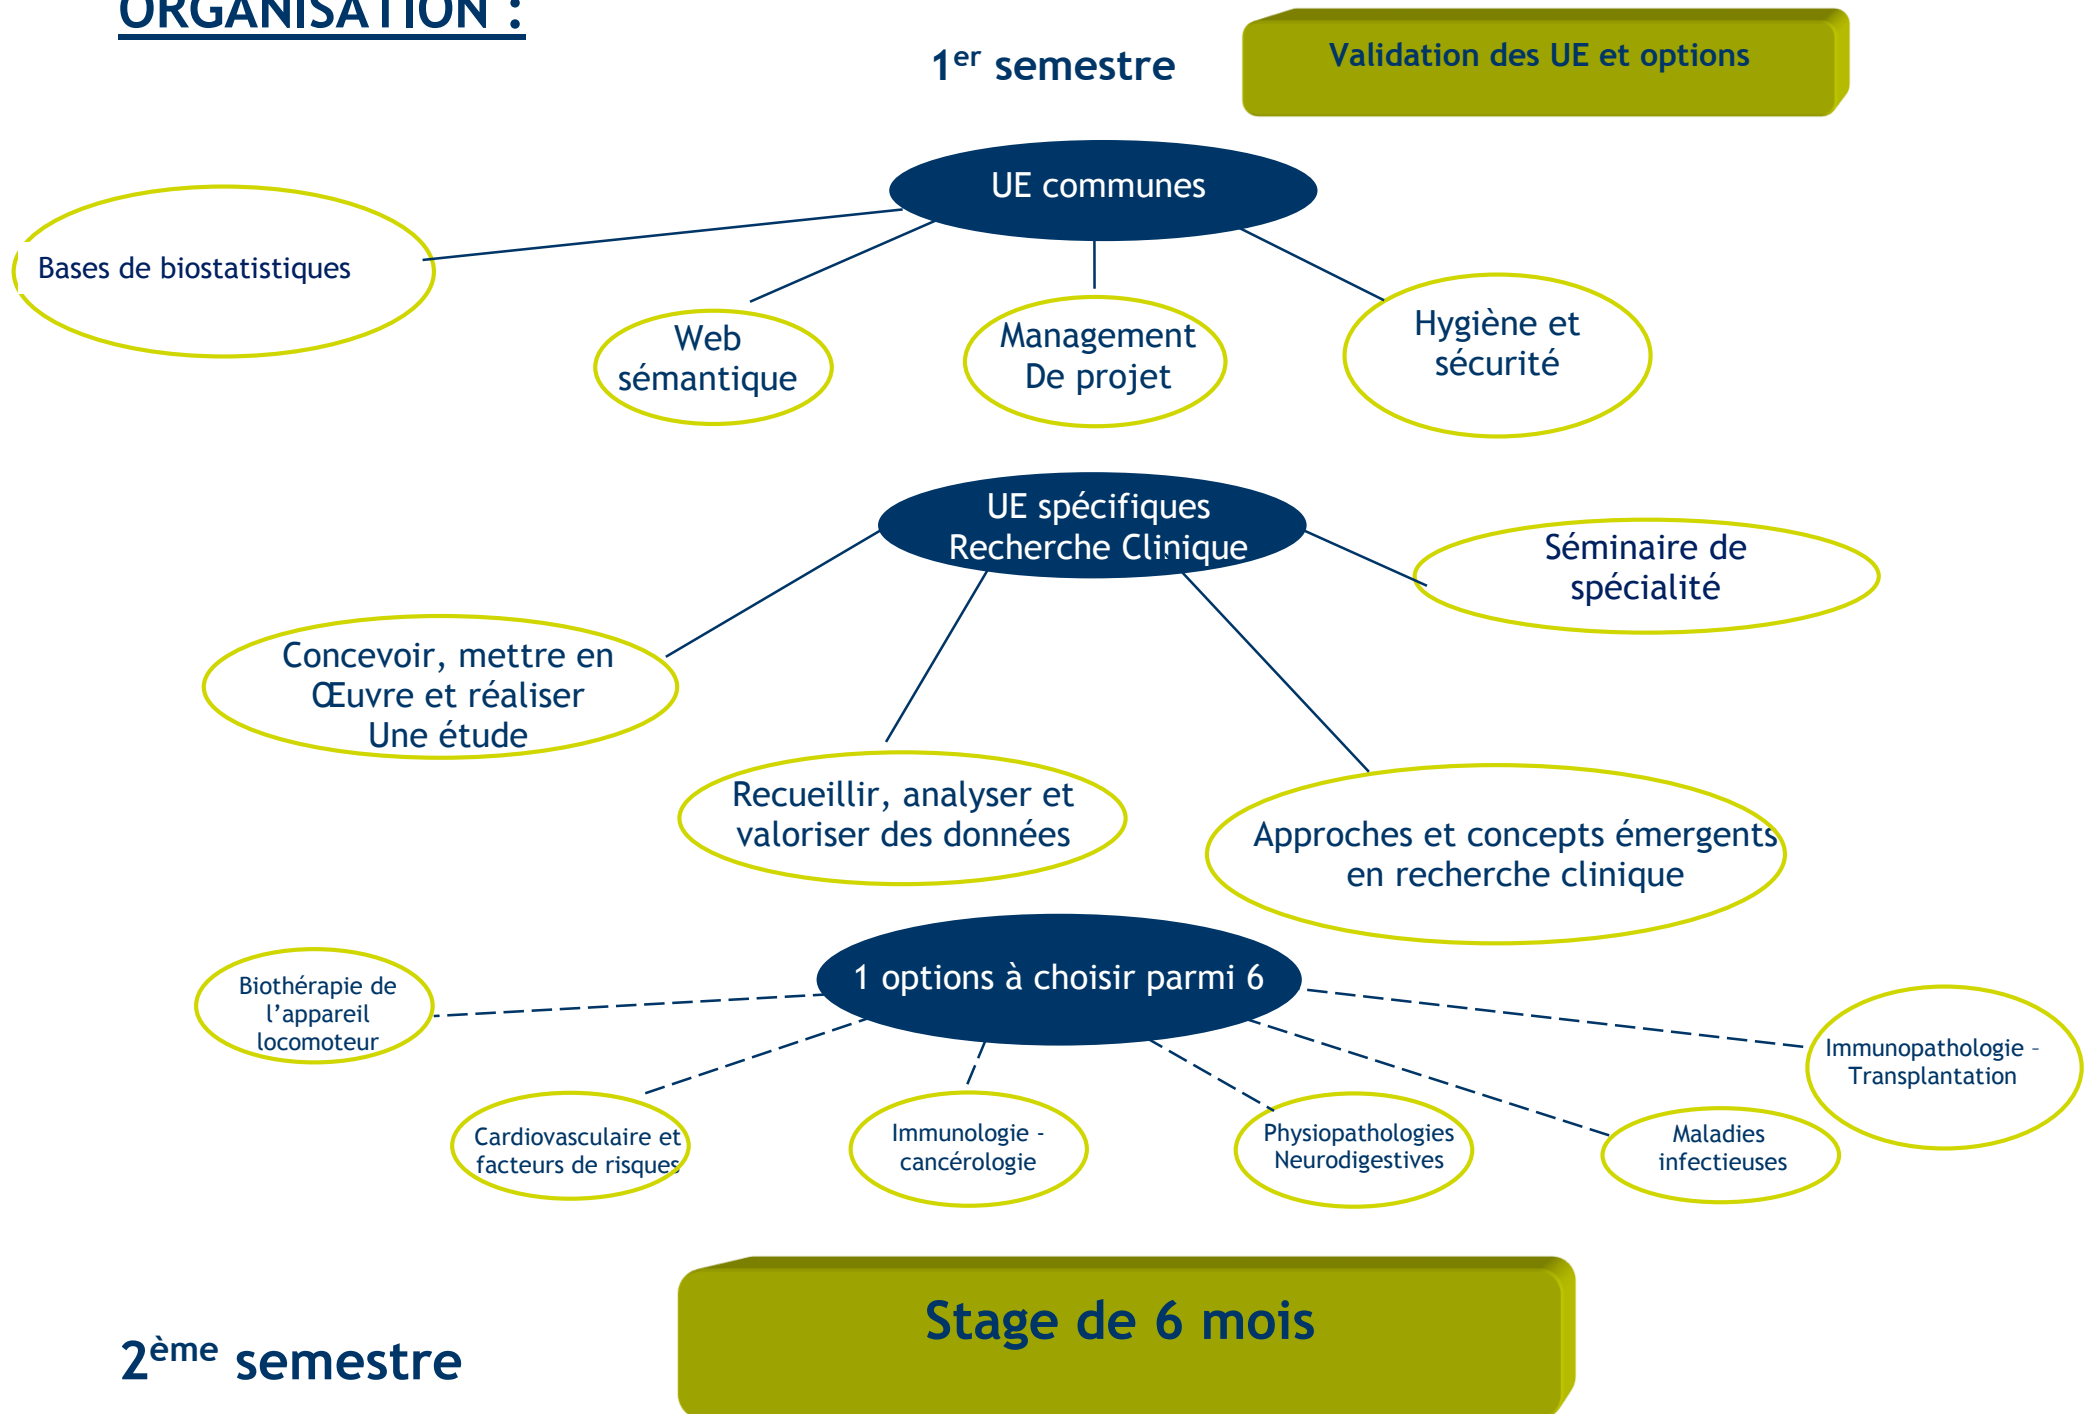 ORGANISATION :
1er semestre
Validation des UE et options
UE communes
Bases de biostatistiques
Web
sémantique
Management
De projet
Hygiène et
sécurité
UE spécifiques
Recherche Clinique
Séminaire de
spécialité
Concevoir, mettre en
Œuvre et réaliser
Une étude
Recueillir, analyser et
valoriser des données
Approches et concepts émergents
en recherche clinique
1 options à choisir parmi 6
Biothérapie de
l’appareil
locomoteur
Cardiovasculaire et
facteurs de risques
Immunologie -
cancérologie
Physiopathologies
Neurodigestives
Maladies
infectieuses
Immunopathologie –
Transplantation
Stage de 6 mois
2ème semestre